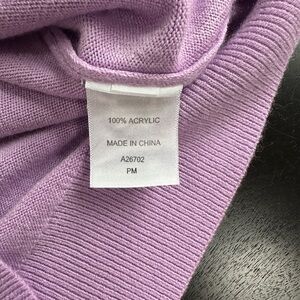 100% ACRYLIC
MADE IN CHINA
A26702
PM